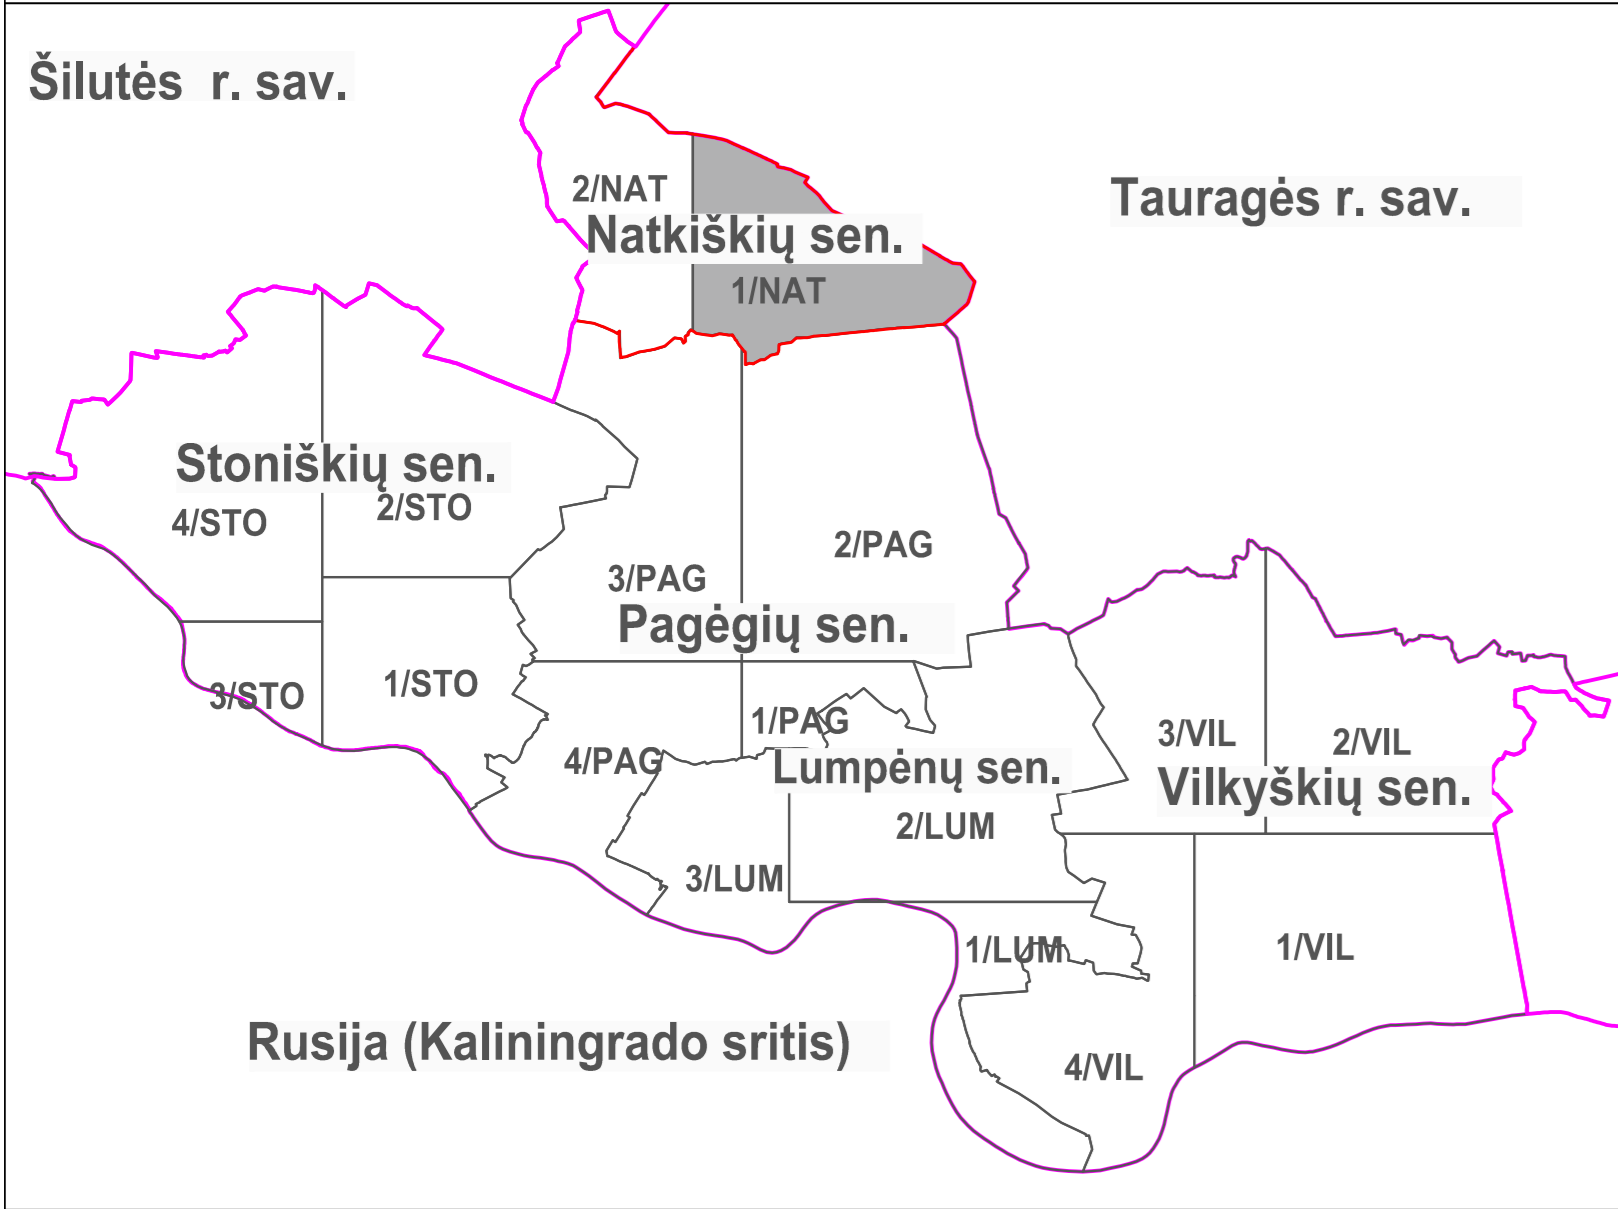 Šilutės r. sav.
2/NAT
Tauragės r. sav.
Natkiškių sen.
1/NAT
Stoniškių sen.
2/STO
4/STO
2/PAG
3/PAG
Pagėgių sen.
1/STO
3/STO
1/PAG
3/VIL
2/VIL
4/PAG
Lumpėnų sen.
Vilkyškių sen.
2/LUM
3/LUM
1/LUM
1/VIL
Rusija (Kaliningrado sritis)
4/VIL